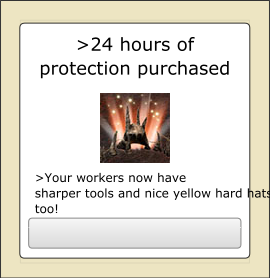 >24 hours of
protection purchased
>Your workers now have
sharper tools and nice yellow hard hats
too!